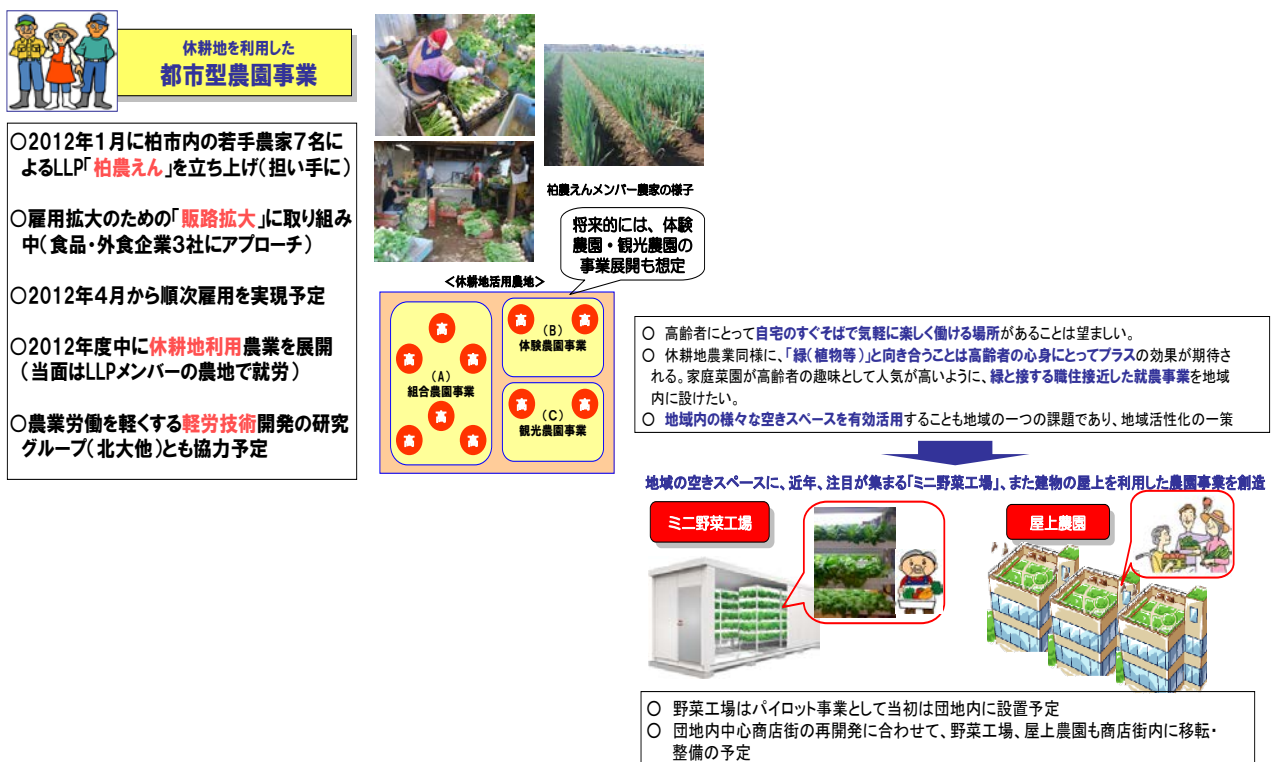 休耕地を利用した
都市型農園事業
○2012年1月に柏市内の若手農家7名に
よるLLP「柏農えん」を立ち上げ(担い手に)
○雇用拡大のための「販路拡大」に取り組み
中(食品・外食企業3社にアプローチ)
○2012年4月から順次雇用を実現予定
○2012年度中に休耕地利用農業を展開
(当面はLLPメンバーの農地で就労)
○農業労働を軽くする軽労技術開発の研究
グループ(北大他)とも協力予定
柏農えんメンバー農家の様子
将来的には、体験
農園・観光農園の
事業展開も想定
<休耕地活用農地>
高
高 高
(A)
組合農園事業
高
高 高
高 高
(B)
体験農園事業
高 高
(C)
観光農園事業
○ 高齢者にとって自宅のすぐそばで気軽に楽しく働ける場所があることは望ましい。
○ 休耕地農業同様に、「緑(植物等)」と向き合うことは高齢者の心身にとってプラスの効果が期待さ
れる。家庭菜園が高齢者の趣味として人気が高いように、緑と接する職住接近した就農事業を地域
内に設けたい。
○ 地域内の様々な空きスペースを有効活用することも地域の一つの課題であり、地域活性化の一策
地域の空きスペースに、近年、注目が集まる「ミニ野菜工場」、また建物の屋上を利用した農園事業を創造
ミニ野菜工場
屋上農園
○ 野菜工場はパイロット事業として当初は団地内に設置予定
○ 団地内中心商店街の再開発に合わせて、野菜工場、屋上農園も商店街内に移転・
整備の予定